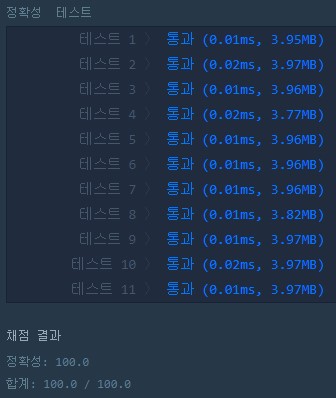 정확성 테스트
테스트 1 〉 통과 (0.01ms, 3.95MB)
테스트 2 〉 통과 (0.02ms, 3.97MB)
테스트 3 〉 통과 (0.01ms, 3.96MB)
테스트 4 〉 통과 (0.02ms, 3.77MB)
테스트 5 〉 통과 (0.01ms, 3.96MB)
테스트 6 〉 통과 (0.01ms, 3.96MB)
테스트 7 〉 통과 (0.01ms, 3.96MB)
테스트 8 〉 통과 (0.01ms, 3.82MB)
테스트 9 〉 통과 (0.01ms, 3.97MB)
테스트 10 〉 통과 (0.02ms, 3.97MB)
테스트 11 〉 통과 (0.01ms, 3.97MB)
채점 결과
정확성: 100.0
합계: 100.0 / 100.0